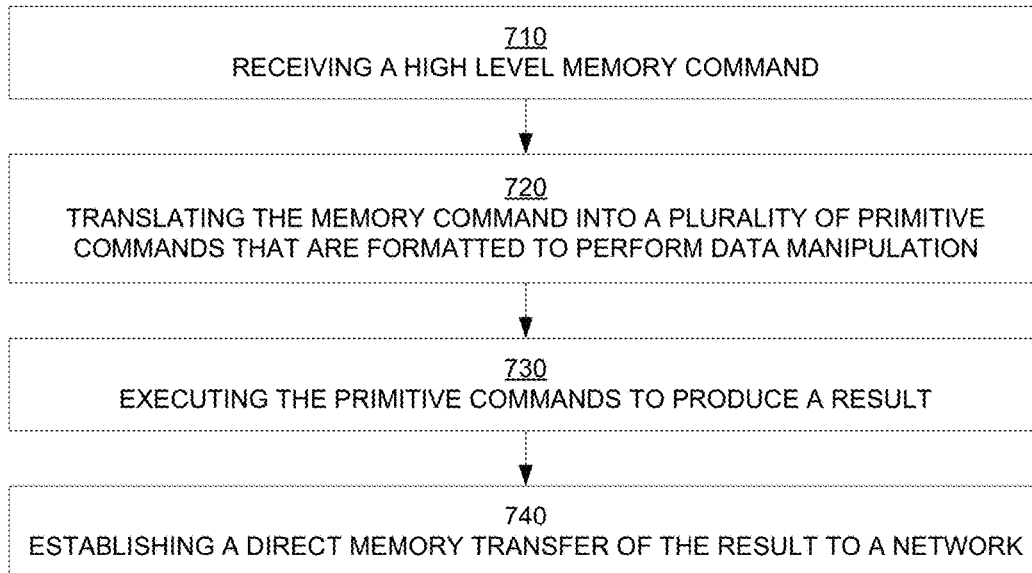 710
RECEIVING A HIGH LEVEL MEMORY COMMAND
720
TRANSLATING THE MEMORY COMMAND INTO A PLURALITY OF PRIMITIVE
COMMANDS THAT ARE FORMATTED TO PERFORM DATA MANIPULATION
730
EXECUTING THE PRIMITIVE COMMANDS TO PRODUCE A RESULT
740
ESTABLISHING A DIRECT MEMORY TRANSFER OF THE RESULT TO A NETWORK